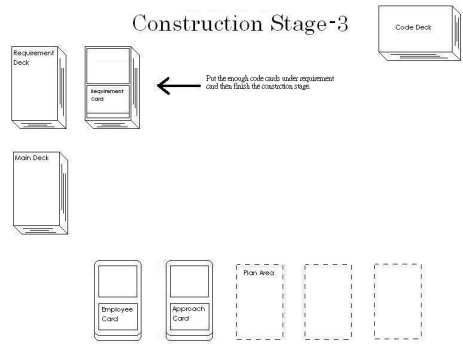 Construction Stage-3
Code Deck
Requirement
Deck
Requirement
Card
Put the enough code cards under requirement
card then finish the constrction stage.
Main Deck
Employee
Card
Approach
Card
Plan Area